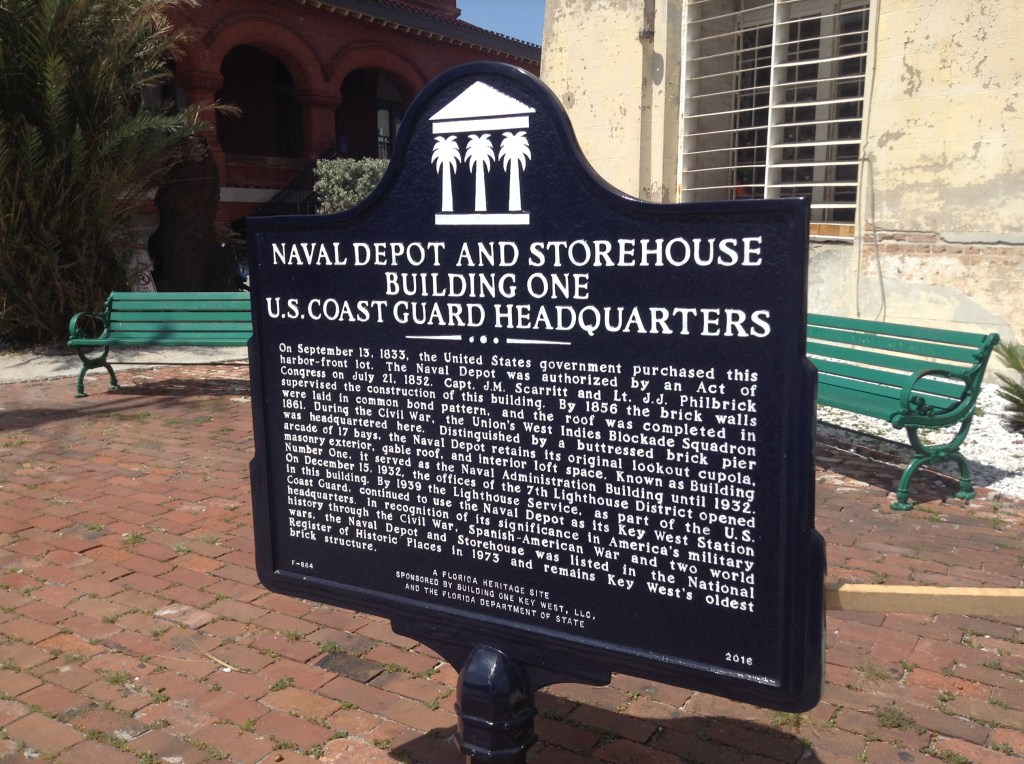 NAVAL DEPOT AND STOREHOUSE
BUILDING ONE
U.S. COAST GUARD HEADQUARTERS
On September 13, 1833, the United States government purchased this
harbor-front lot. The Naval Depot was authorized by an Act of
Congress on July 21, 1852. Capt. J.M. Scarritt and Lt. J.J. Philbrick
supervised the construction of this building. By 1856 the brick walls
were laid in common bond pattern, and the roof was completed in
1861. During the Civil War, the Union's West Indies Blockade Squadron
was headquartered here. Distinguished by a buttressed brick pier
arcade of 17 bays, the Naval Depot retains its original lookout cupola,
masonry exterior, gable roof, and interior loft space. Known as Building
Number One, it served as the Naval Administration Building until 1932.
On December 15, 1932, the offices of the 7th Lighthouse District opened
in this building. By 1939 the Lighthouse Service, as part of the U.S.
Coast Guard, continued to use the Naval Depot as its Key West Station
headquarters. In recognition of its significance in America's military
history through the Civil War, Spanish-American War and two world
wars, the Naval Depot and Storehouse was listed in the National
Register of Historic Places in 1973 and remains Key West's oldest
brick structure.
F-884
A FLORIDA HERITAGE SITE
SPONSORED BY BUILDING ONE KEY WEST, LLC,
AND THE FLORIDA DEPARTMENT OF STATE
2016